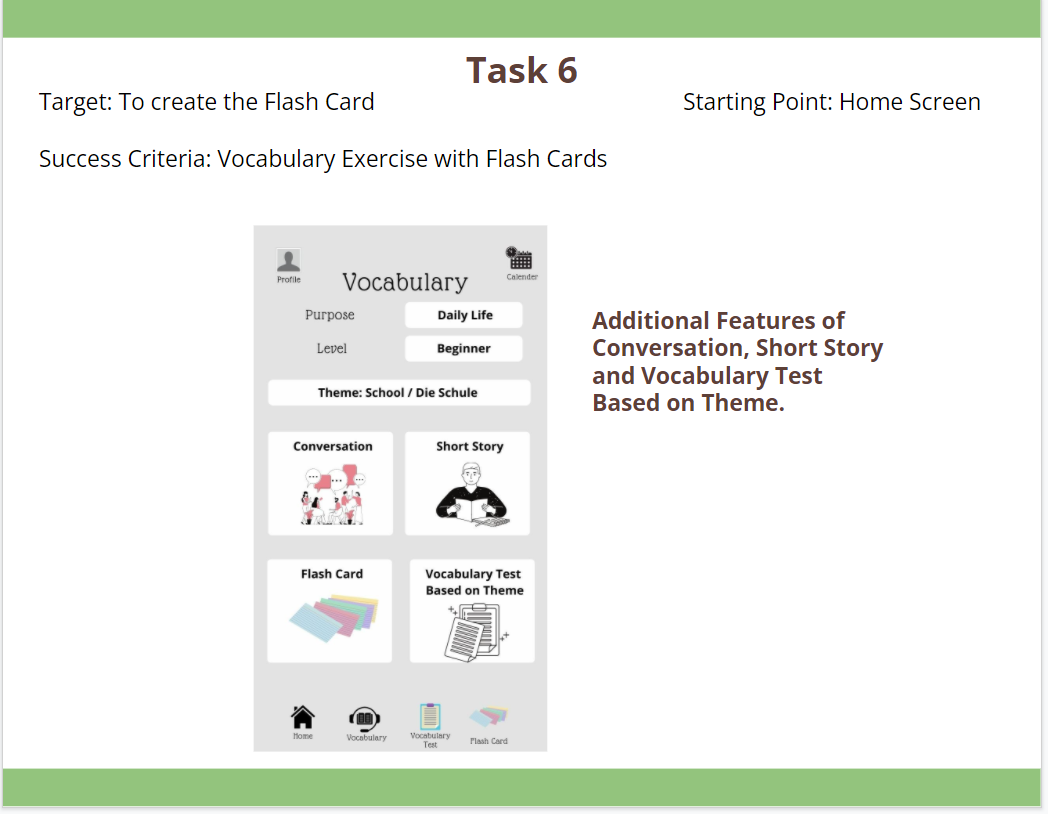 Task 6
Target: To create the Flash Card
Starting Point: Home Screen
Success Criteria: Vocabulary Exercise with Flash Cards
Profile
Calender
Vocabulary
Purpose
Daily Life
Level
Beginner
Theme: School / Die Schule
Conversation
Short Story
Flash Card
Vocabulary Test
Based on Theme
Home
Vocabulary
Vocabulary
Test
Flash Card
Additional Features of
Conversation, Short Story
and Vocabulary Test
Based on Theme.